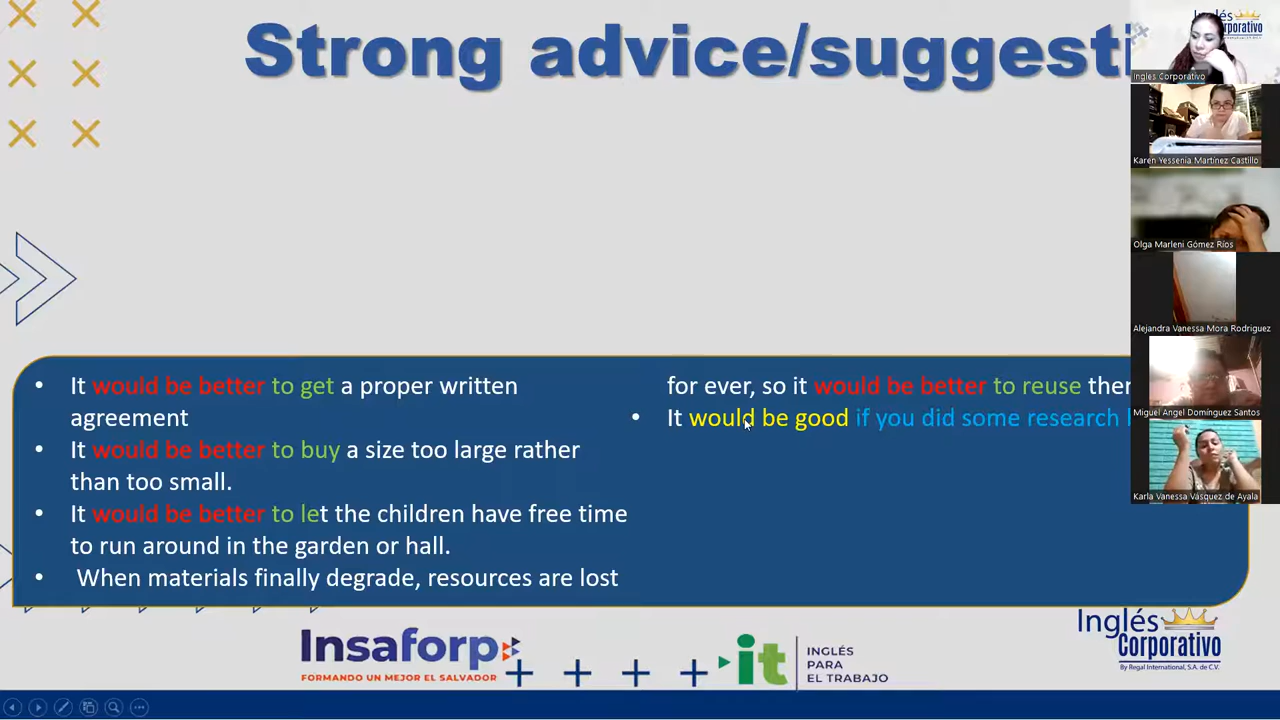 Strong advice/suggesti
It would be better to get a proper written
agreement
It would be better to buy a size too large rather
than too small.
It would be better to let the children have free time
to run around in the garden or hall.
When materials finally degrade, resources are lost
for ever, so it would be better to reuse ther
It would be good if you did some research
Inglés
Corporativo
Ingles Corporativo
Karen Yessenia Martínez Castillo
Olga Marleni Gómez Ríos
Alejandra Vanessa Mora Rodriguez
Miguel Angel Domínguez Santos
Karla Vanessa Vásquez de Ayala
Insaforp
FORMANDO UN MEJOR EL SALVADOR
it
INGLÉS
PARA
EL TRABAJO
Inglés
Corporativo
By Regal International, S.A. de C.V.